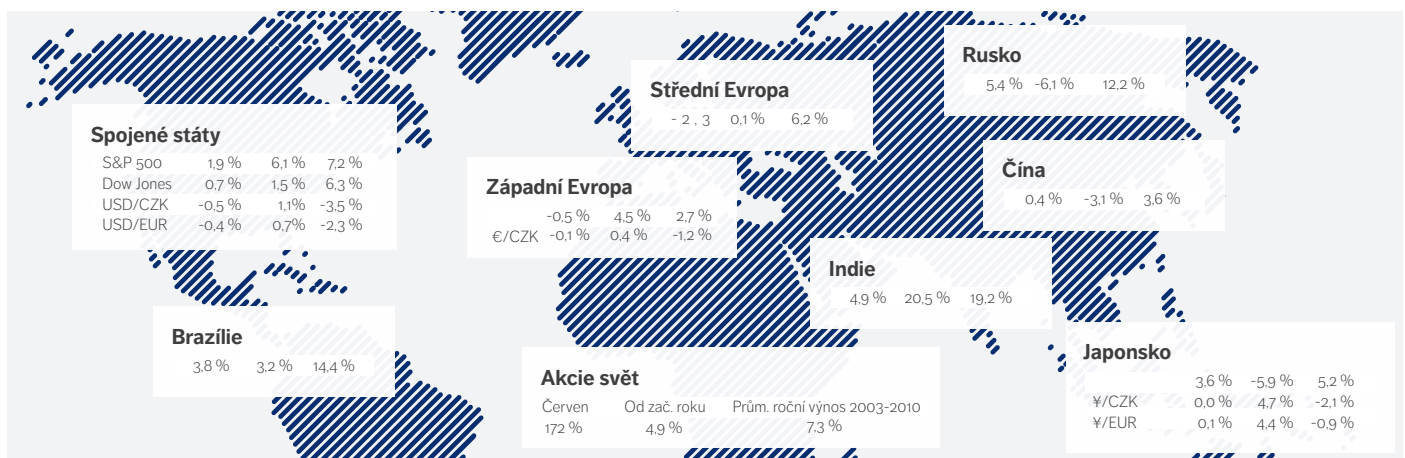 Rusko
5,4 % -6,1 % 12,2 %
Střední Evropa
- 2 , 3 0,1 % 6,2 %
Spojené státy
S&P 500 1,9 % 6,1 % 7,2 %
Dow Jones 0,7 % 1,5 % 6,3 %
USD/CZK -0,5 % 1,1% -3,5 %
USD/EUR -0,4 % 0,7% -2,3 %
Čína
0,4 % -3,1 % 3,6 %
Západní Evropa
-0,5 % 4,5 % 2,7 %
€/CZK -0,1 % 0,4 % -1,2 %
Indie
4,9 % 20,5 % 19,2 %
Brazílie
3,8 % 3,2 % 14,4 %
Japonsko
3,6 % -5,9 % 5,2 %
¥/CZK 0,0 % 4,7 % -2,1 %
¥/EUR 0,1 % 4,4 % -0,9 %
Akcie svět
Červen Od zač. roku Prům. roční výnos 2003-2010
172 % 4,9 % 7,3 %